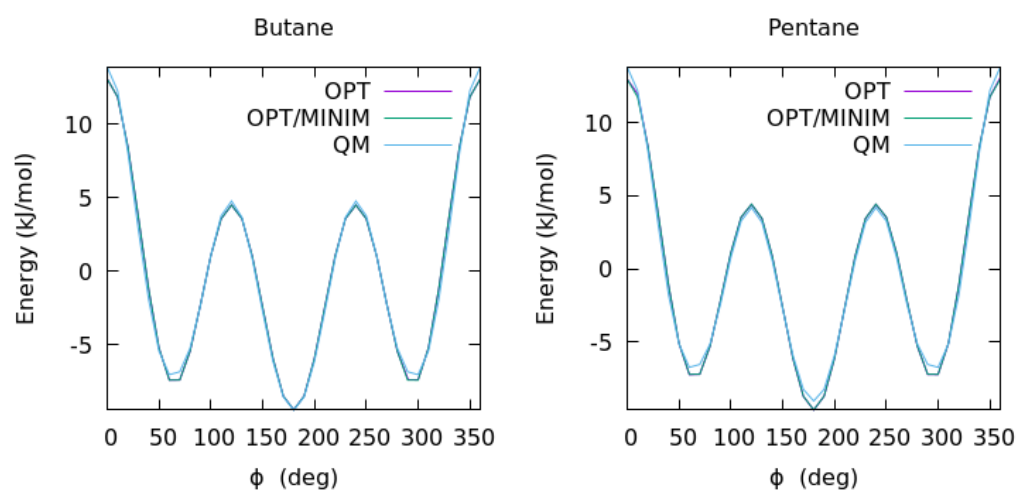 Butane
OPT
OPT/MINIM
QM
Energy (kJ/mol)
10
5
0
-5
0 50 100 150 200 250 300 350
ϕ (deg)
Pentane
OPT
OPT/MINIM
QM
Energy (kJ/mol)
10
5
0
-5
0 50 100 150 200 250 300 350
ϕ (deg)